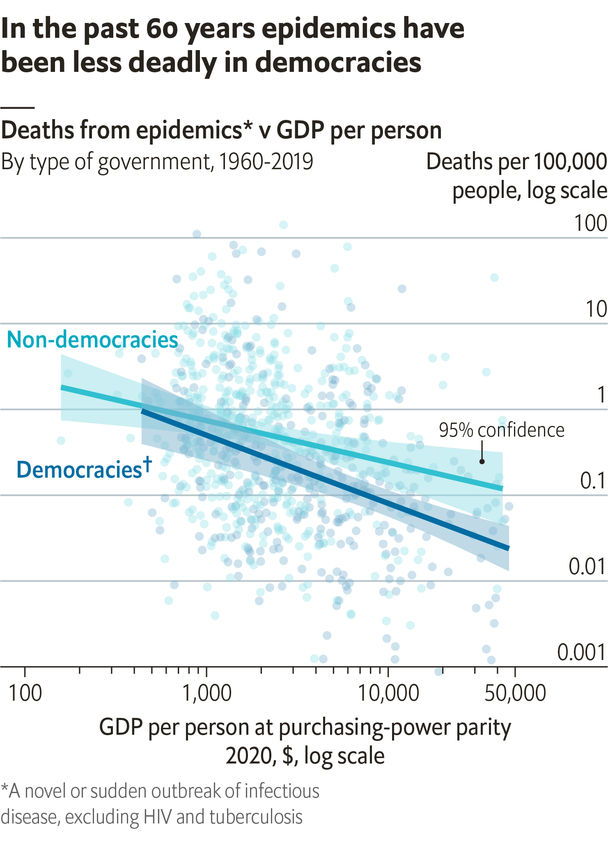 In the past 60 years epidemics have
been less deadly in democracies
Deaths from epidemics* v GDP per person
By type of government, 1960-2019
Deaths per 100,000
people, log scale
100
10
Non-democracies
1
95% confidence
Democracies†
0.1
0.01
0.001
100 1,000 10,000 50,000
GDP per person at purchasing-power parity
2020, $, log scale
*A novel or sudden outbreak of infectious
disease, excluding HIV and tuberculosis